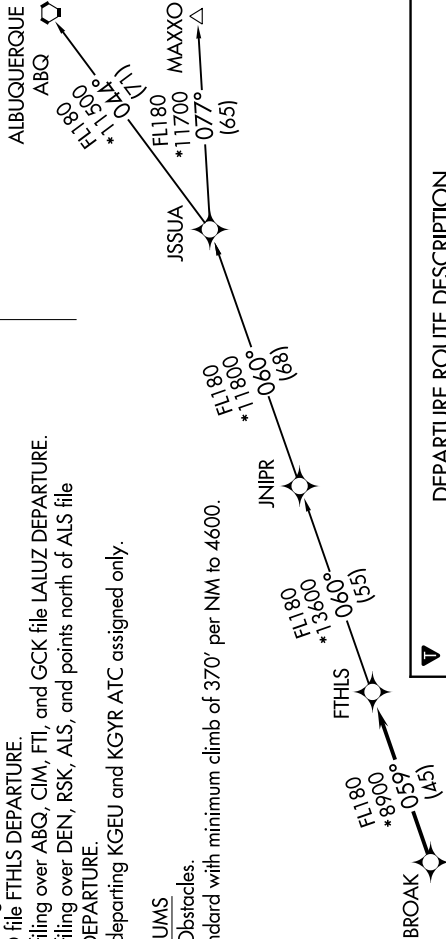 file FTHLS DEPARTURE.
filing over ABQ, CIM, FTI, and GCK file LALUZ DEPARTURE.
filing over DEN, RSK, ALS, and points north of ALS file
DEPARTURE.
departing KGEU and KGYR ATC assigned only.
UMS
Obstacles.
ndard with minimum climb of 370' per NM to 4600.
ALBUQUERQUE
ABQ
FL180
*11500
044°
(71)
MAXXO
FL180
*11700
077°
(65)
JSSUA
FL180
*11800
060°
(68)
JNIPR
FL180
*13600
060°
(55)
FTHLS
FL180
*8900
059°
(45)
BROAK
T
DEPARTURE ROUTE DESCRIPTION